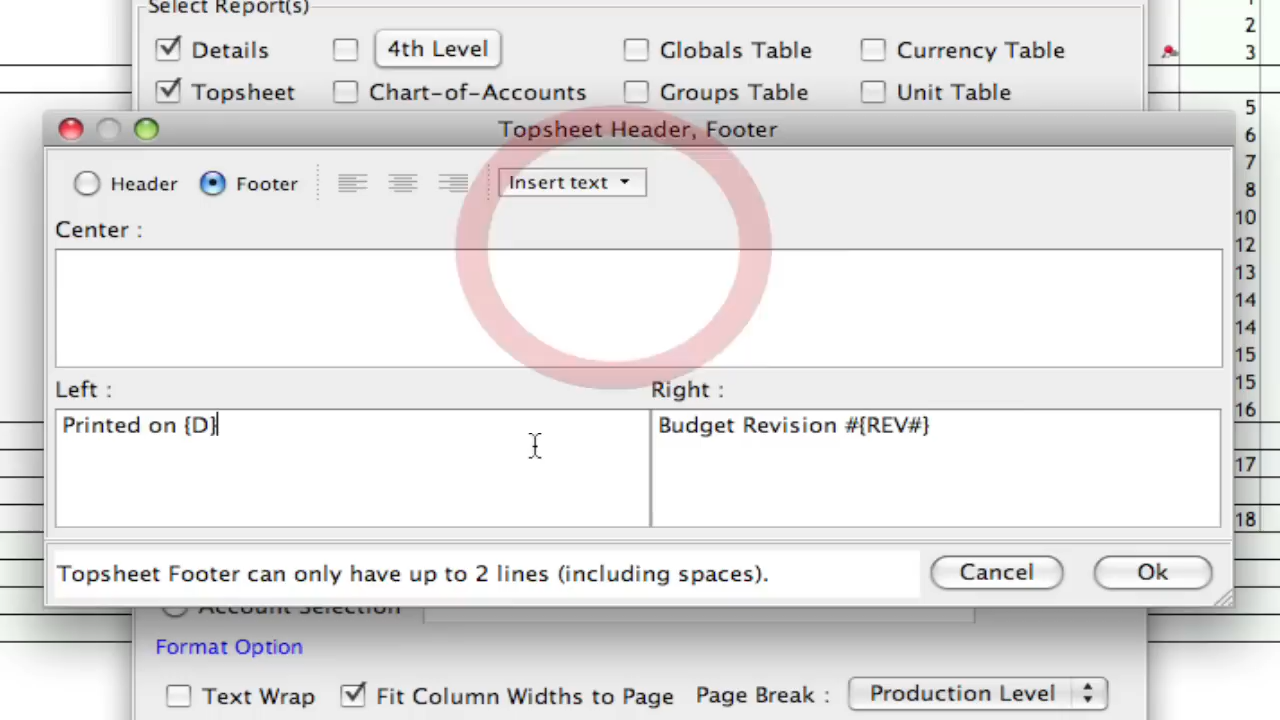 Select Report(s)
Details 4th Level Globals Table Currency Table
Topsheet Chart-of-Accounts Groups Table Unit Table
Topsheet Header, Footer
Header Footer Insert text
Center :
Left : Right :
Printed on {D} Budget Revision #{REV#}
Topsheet Footer can only have up to 2 lines (including spaces). Cancel Ok
Account Selection
Format Option
Text Wrap Fit Column Widths to Page Page Break : Production Level
2
3
5
6
7
8
10
12
13
14
14
15
15
16
17
18